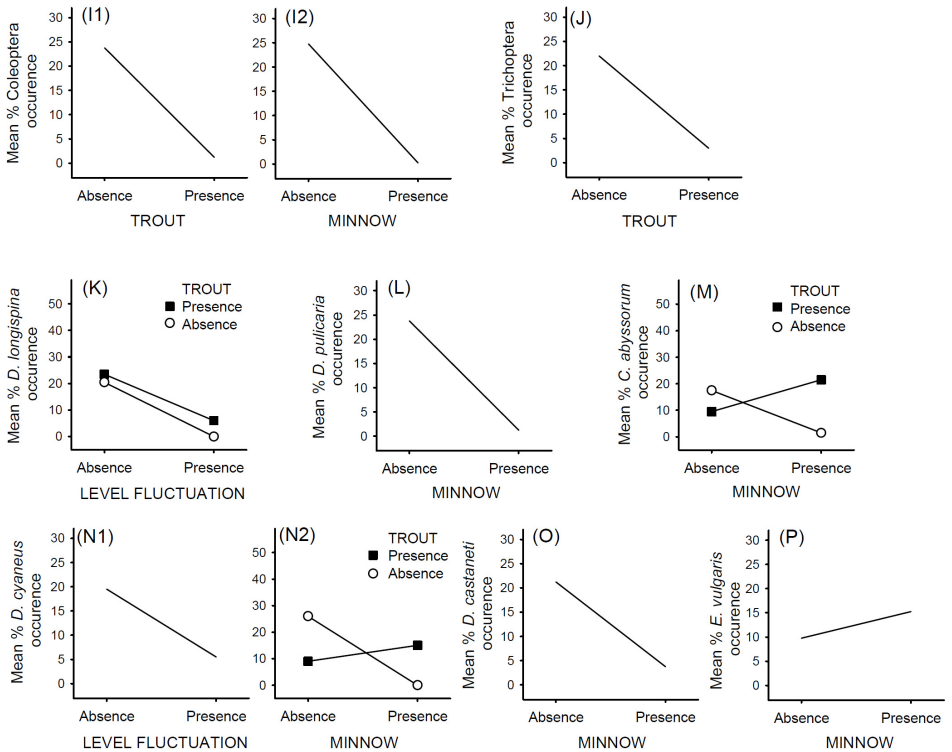 (I1)
Mean % Coleoptera
occurence
30
25
20
15
10
5
0
Absence Presence
TROUT
(I2)
30
25
20
15
10
5
0
Absence Presence
MINNOW
(J)
Mean % Trichoptera
occurence
30
25
20
15
10
5
0
Absence Presence
TROUT
(K)
TROUT
Presence
Absence
Mean % D. longispina
occurence
50
40
30
20
10
0
Absence Presence
LEVEL FLUCTUATION
(L)
Mean % D. pulicaria
occurence
30
25
20
15
10
5
0
Absence Presence
MINNOW
(M)
TROUT
Presence
Absence
Mean % C. abyssorum
occurence
50
40
30
20
10
0
Absence Presence
MINNOW
(N1)
Mean % D. cyaneus
occurence
30
25
20
15
10
5
0
Absence Presence
LEVEL FLUCTUATION
(N2)
TROUT
Presence
Absence
50
40
30
20
10
0
Absence Presence
MINNOW
(O)
Mean % D. castaneti
occurence
30
25
20
15
10
5
0
Absence Presence
MINNOW
(P)
Mean % E. vulgaris
occurence
30
25
20
15
10
5
0
Absence Presence
MINNOW